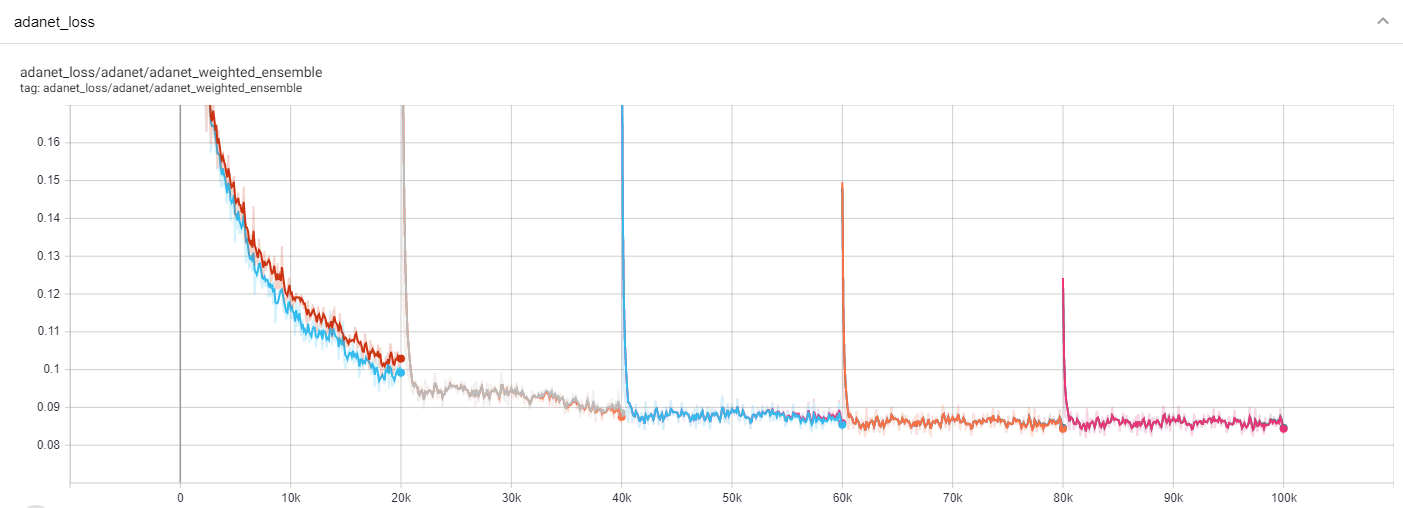 adanet_loss
adanet_loss/adanet/adanet_weighted_ensemble
tag: adanet_loss/adanet/adanet_weighted_ensemble
0.16
0.15
0.14
0.13
0.12
0.11
0.1
0.09
0.08
0 10k 20k 30k 40k 50k 60k 70k 80k 90k 100k